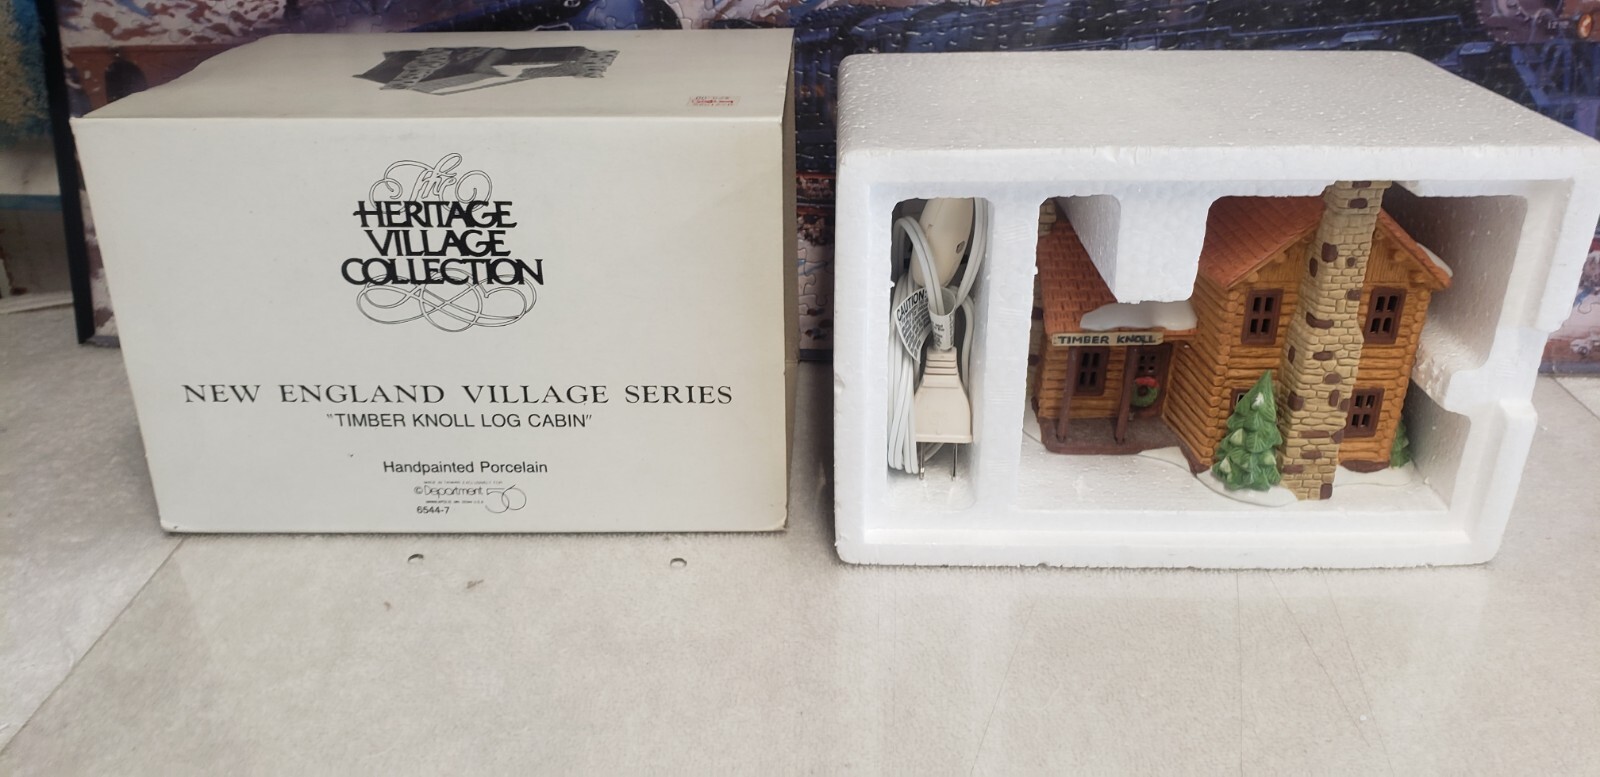 The
HERITAGE
VILLAGE
COLLECTION
NEW ENGLAND VILLAGE SERIES
"TIMBER KNOLL LOG CABIN"
Handpainted Porcelain
© Department 56
6544-7
CAUTION
TIMBER KNOLL